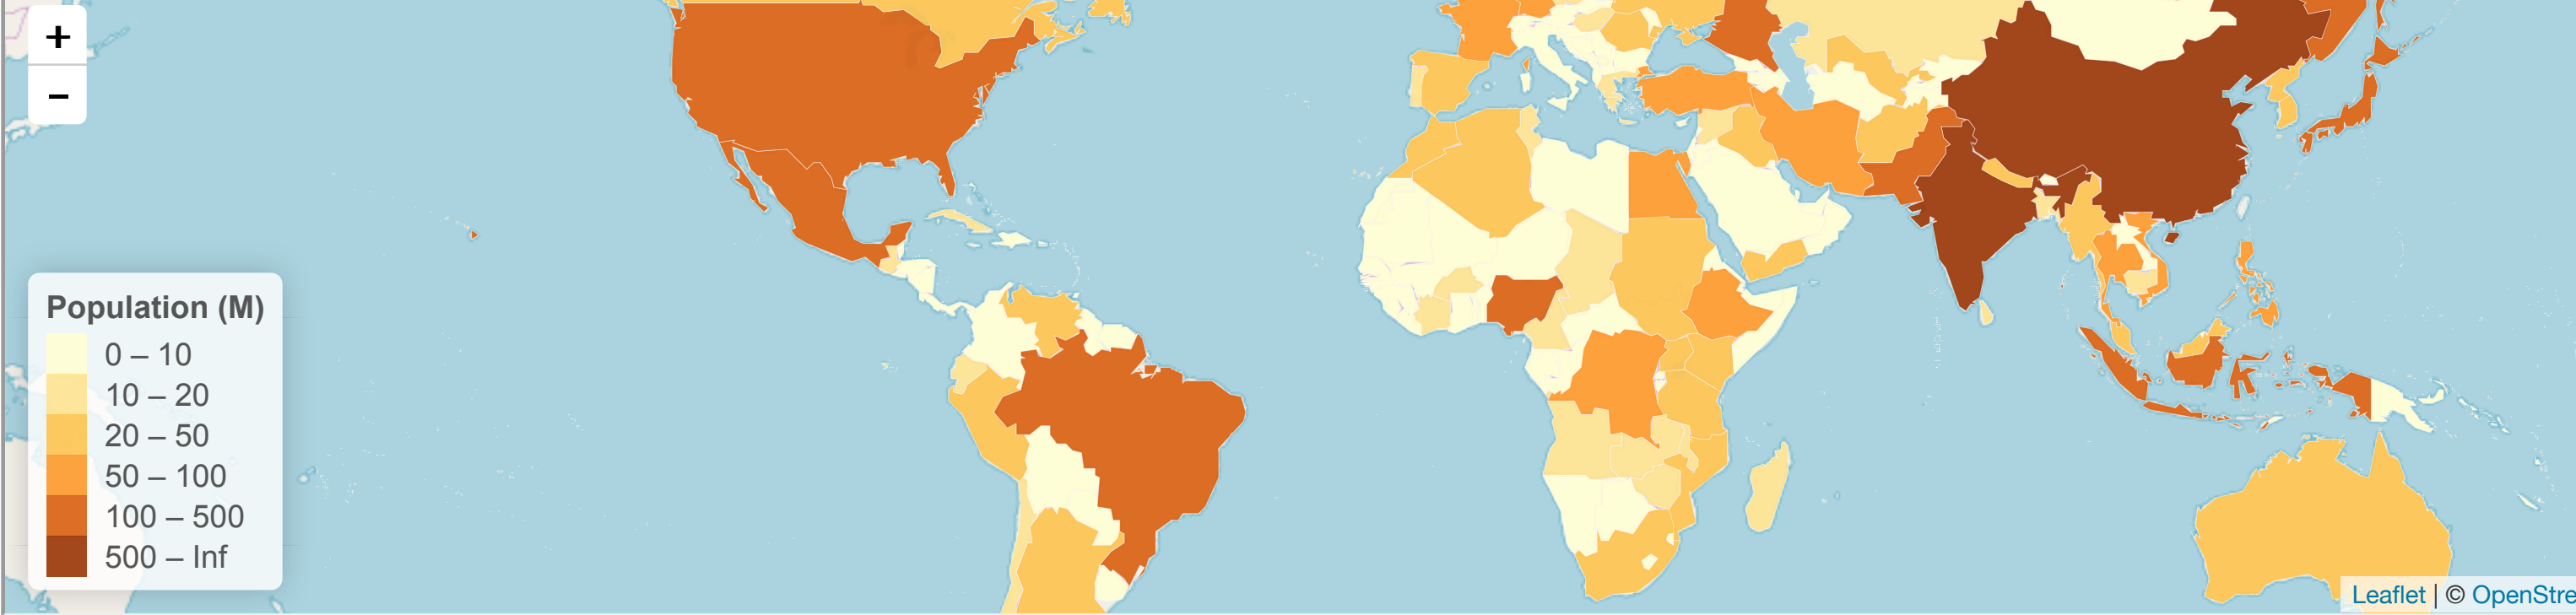 +
−
Population (M)
0 – 10
10 – 20
20 – 50
50 – 100
100 – 500
500 – Inf
Leaflet | © OpenStre